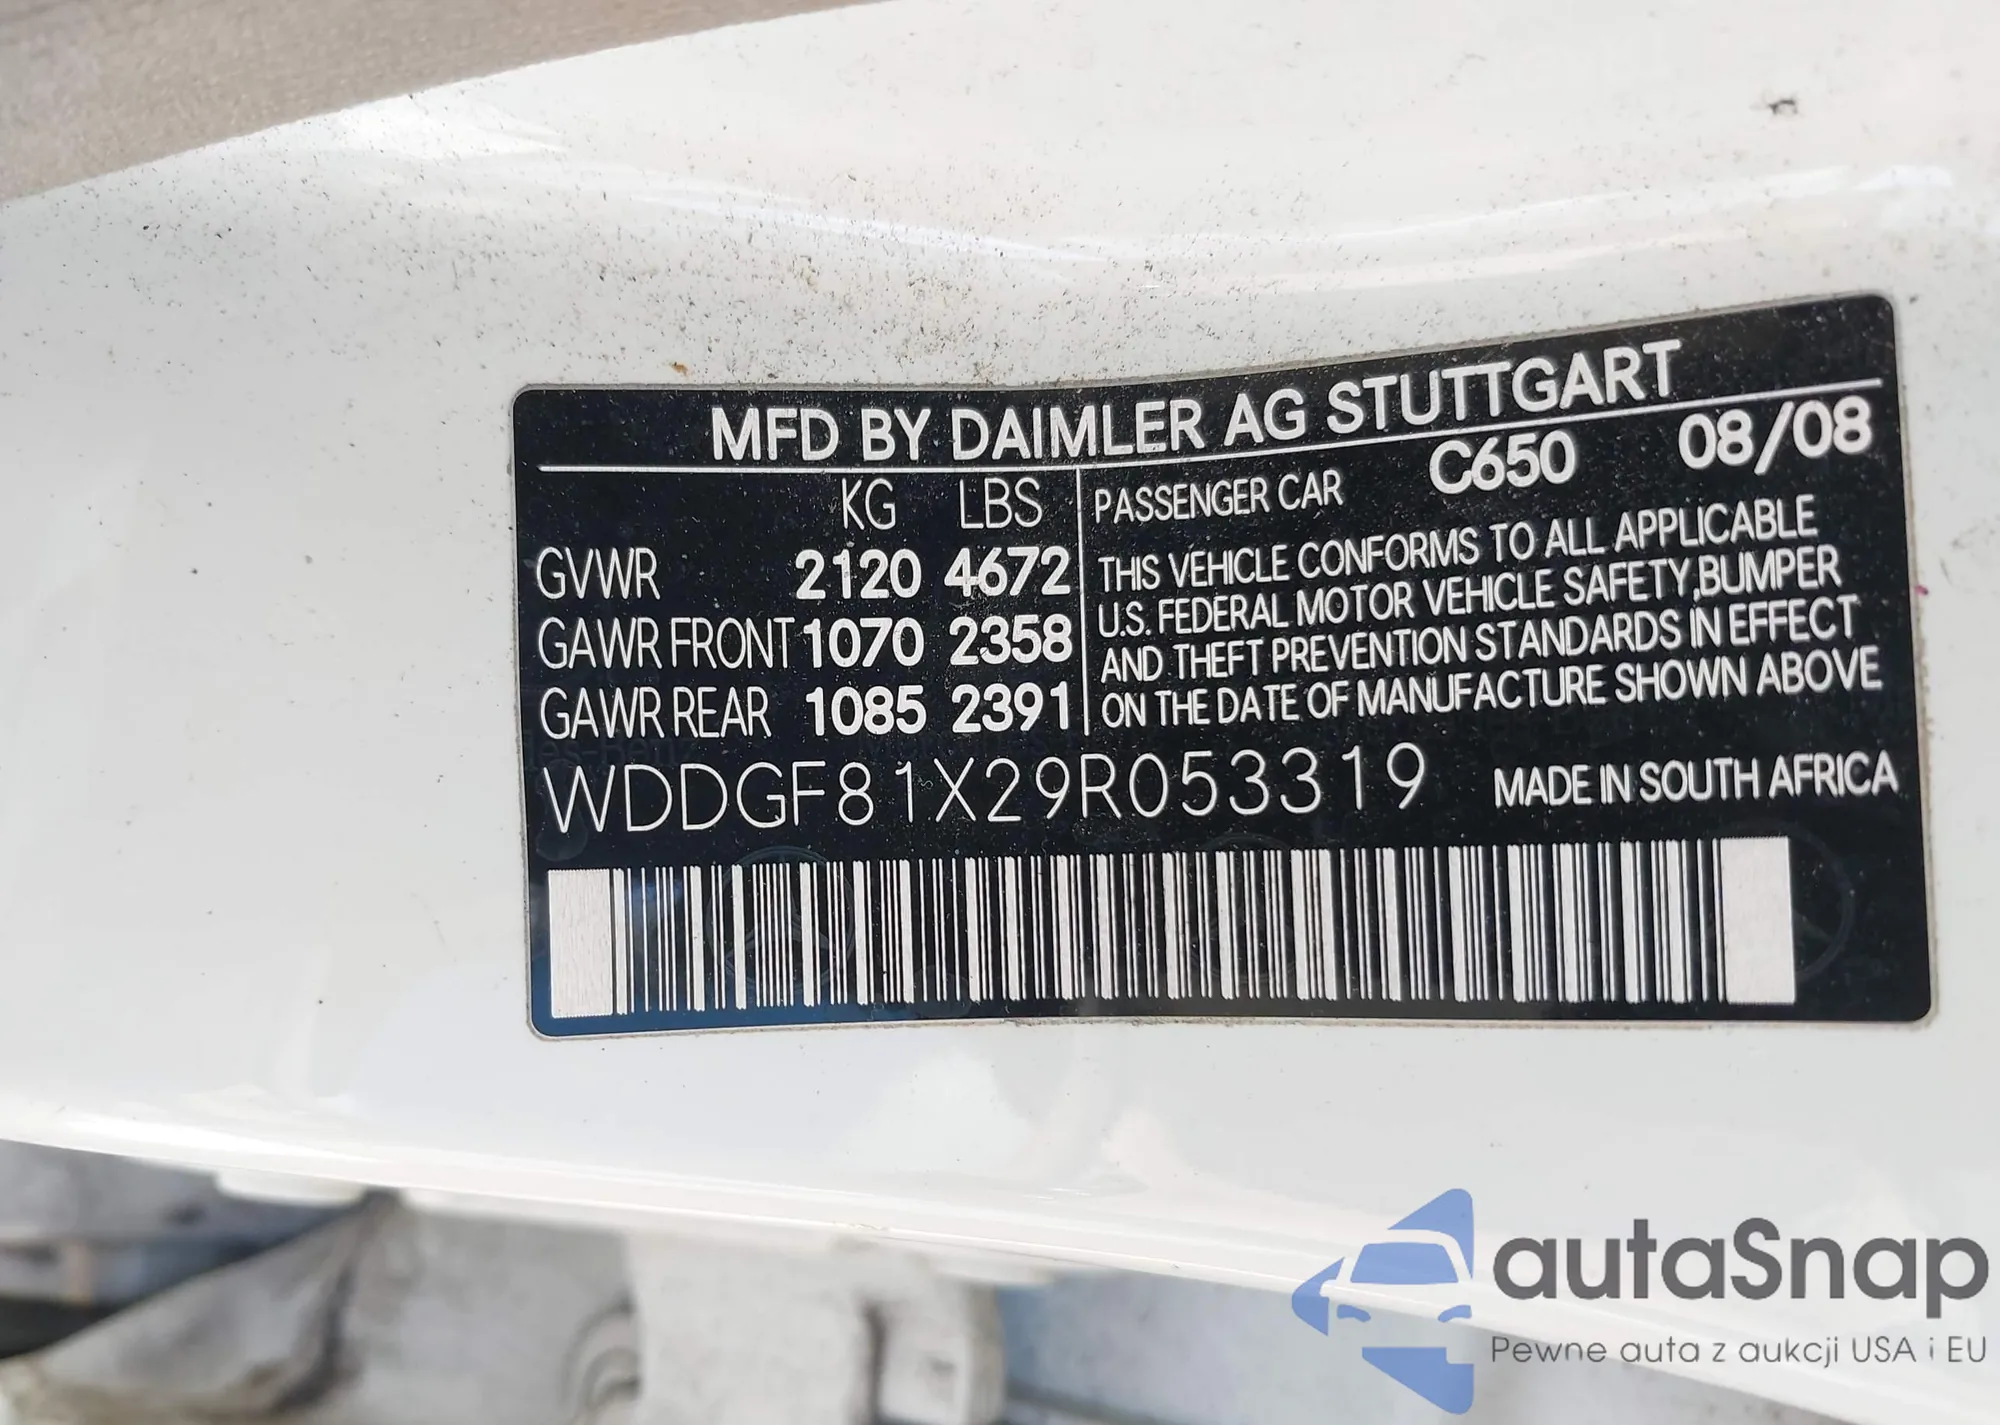 MFD BY DAIMLER AG STUTTGART
KG LBS
GVWR 2120 4672
GAWR FRONT 1070 2358
GAWR REAR 1085 2391
PASSENGER CAR C650 08/08
THIS VEHICLE CONFORMS TO ALL APPLICABLE
U.S. FEDERAL MOTOR VEHICLE SAFETY,BUMPER
AND THEFT PREVENTION STANDARDS IN EFFECT
ON THE DATE OF MANUFACTURE SHOWN ABOVE
WDDGF81X29R053319 MADE IN SOUTH AFRICA
autaSnap
Pewne auta z aukcji USA i EU